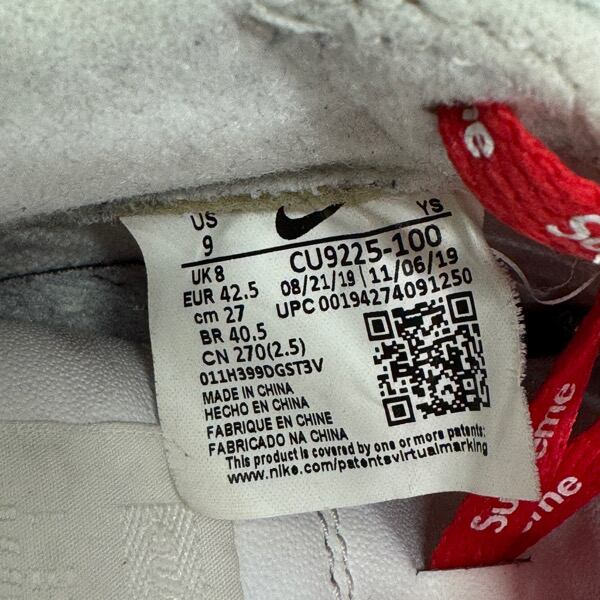 US
YS
9
CU9225-100
UK 8
08/21/19 | 11/06/19
EUR 42.5
UPC 00194274091250
cm 27
BR 40.5
CN 270(2.5)
011H399DGST3V
MADE IN CHINA
HECHO EN CHINA
FABRIQUE EN CHINE
FABRICADO NA CHINA
This product is covered by one or more patents:
www.nike.com/patentsvirtualmarking
Supreme